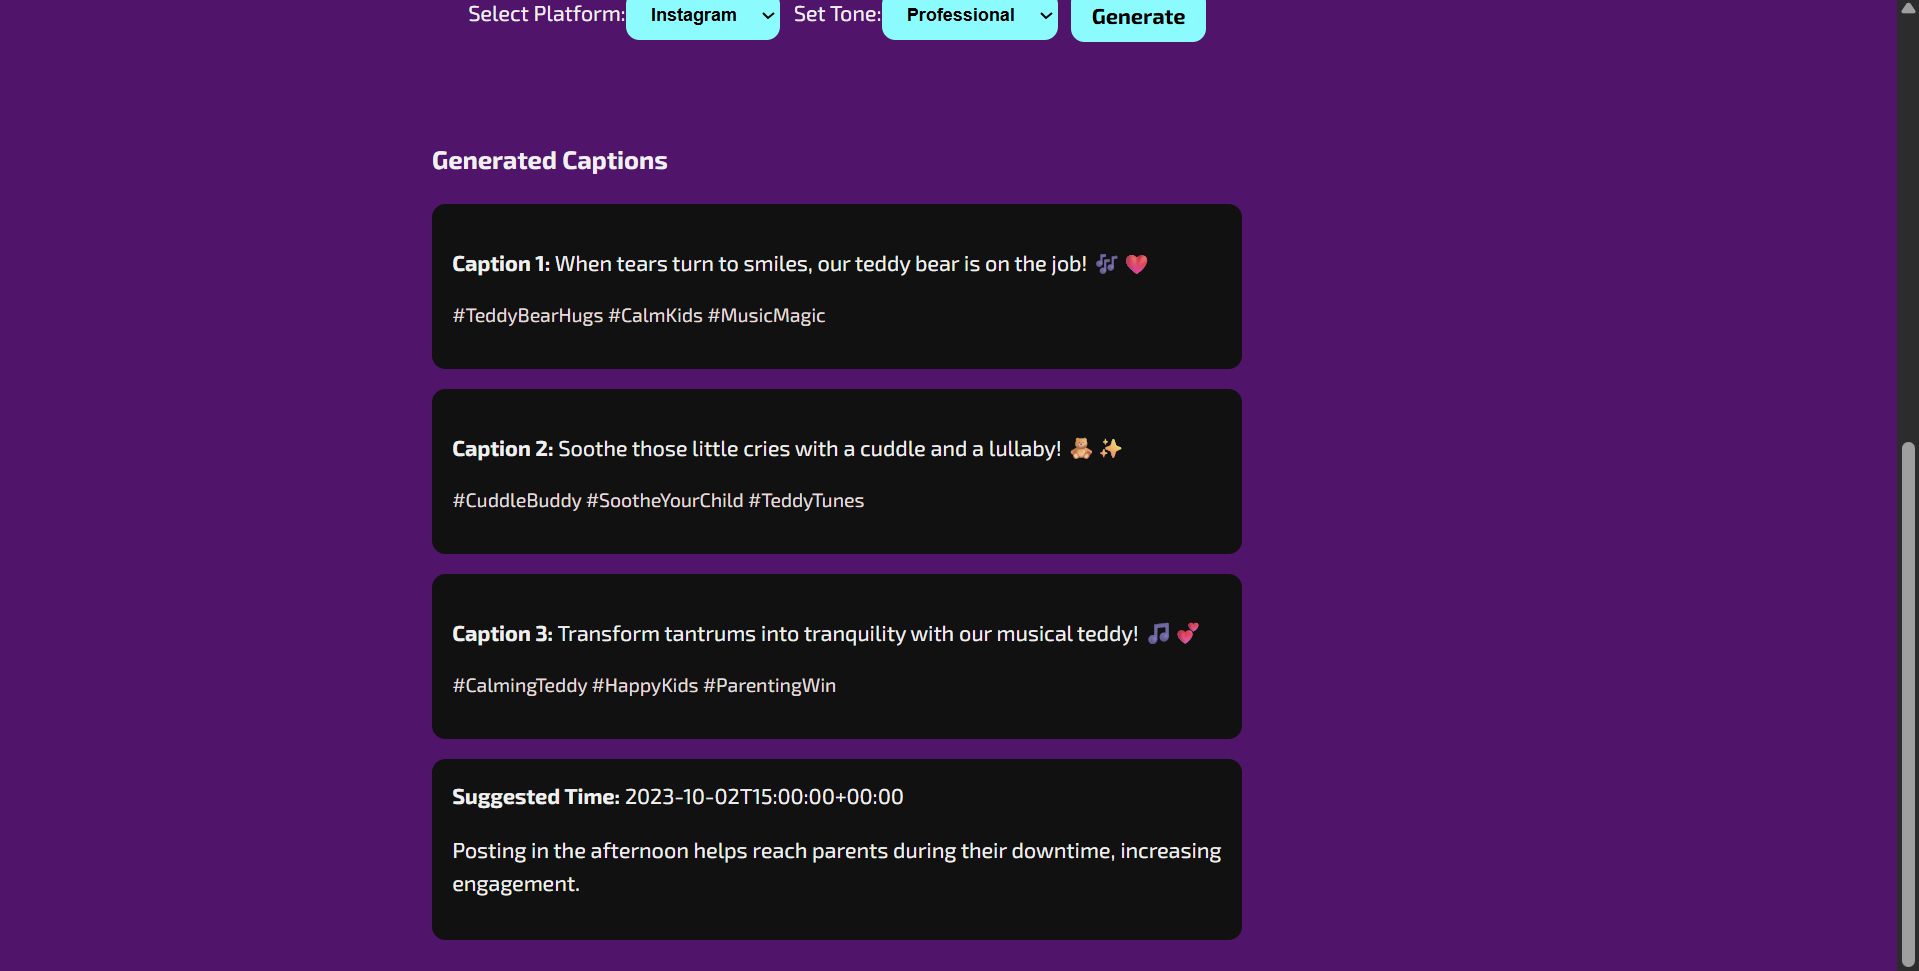 Select Platform: Instagram Set Tone: Professional Generate
Generated Captions
Caption 1: When tears turn to smiles, our teddy bear is on the job! 🎶 💗
#TeddyBearHugs #CalmKids #MusicMagic
Caption 2: Soothe those little cries with a cuddle and a lullaby! 🧸 ✨
#CuddleBuddy #SootheYourChild #TeddyTunes
Caption 3: Transform tantrums into tranquility with our musical teddy! 🎵 💕
#CalmingTeddy #HappyKids #ParentingWin
Suggested Time: 2023-10-02T15:00:00+00:00
Posting in the afternoon helps reach parents during their downtime, increasing
engagement.